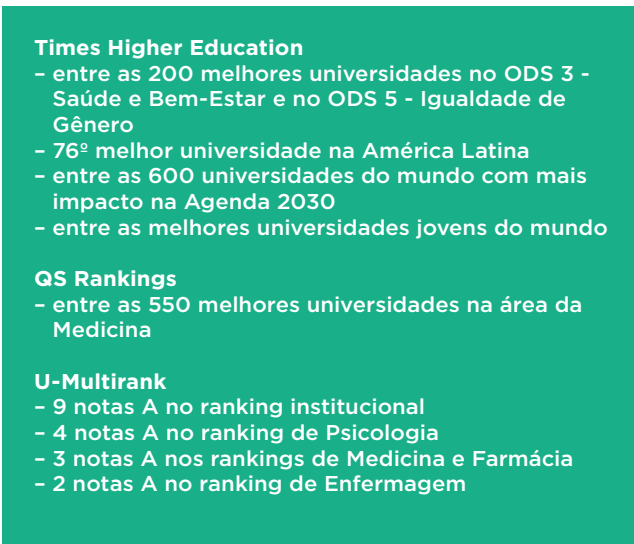 Times Higher Education
– entre as 200 melhores universidades no ODS 3 -
Saúde e Bem-Estar e no ODS 5 - Igualdade de
Gênero
– 76º melhor universidade na América Latina
– entre as 600 universidades do mundo com mais
impacto na Agenda 2030
– entre as melhores universidades jovens do mundo
QS Rankings
– entre as 550 melhores universidades na área da
Medicina
U-Multirank
– 9 notas A no ranking institucional
– 4 notas A no ranking de Psicologia
– 3 notas A nos rankings de Medicina e Farmácia
– 2 notas A no ranking de Enfermagem